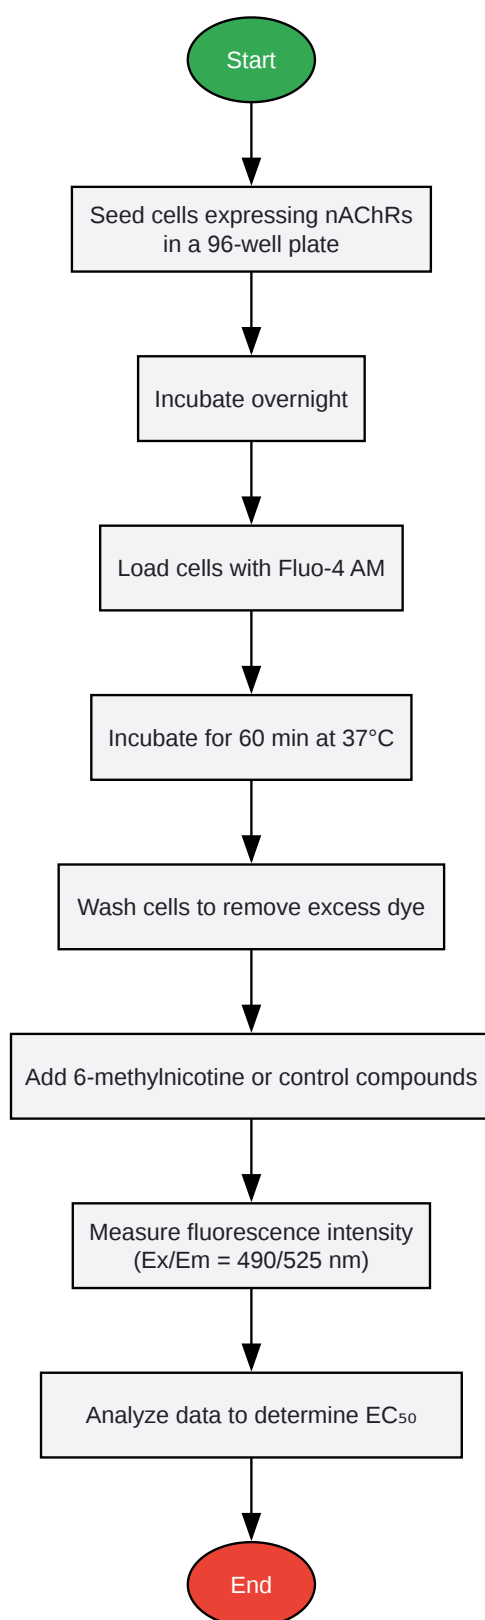 Start
Seed cells expressing nAChRs
in a 96-well plate
Incubate overnight
Load cells with Fluo-4 AM
Incubate for 60 min at 37°C
Wash cells to remove excess dye
Add 6-methylnicotine or control compounds
Measure fluorescence intensity
(Ex/Em = 490/525 nm)
Analyze data to determine EC₅₀
End